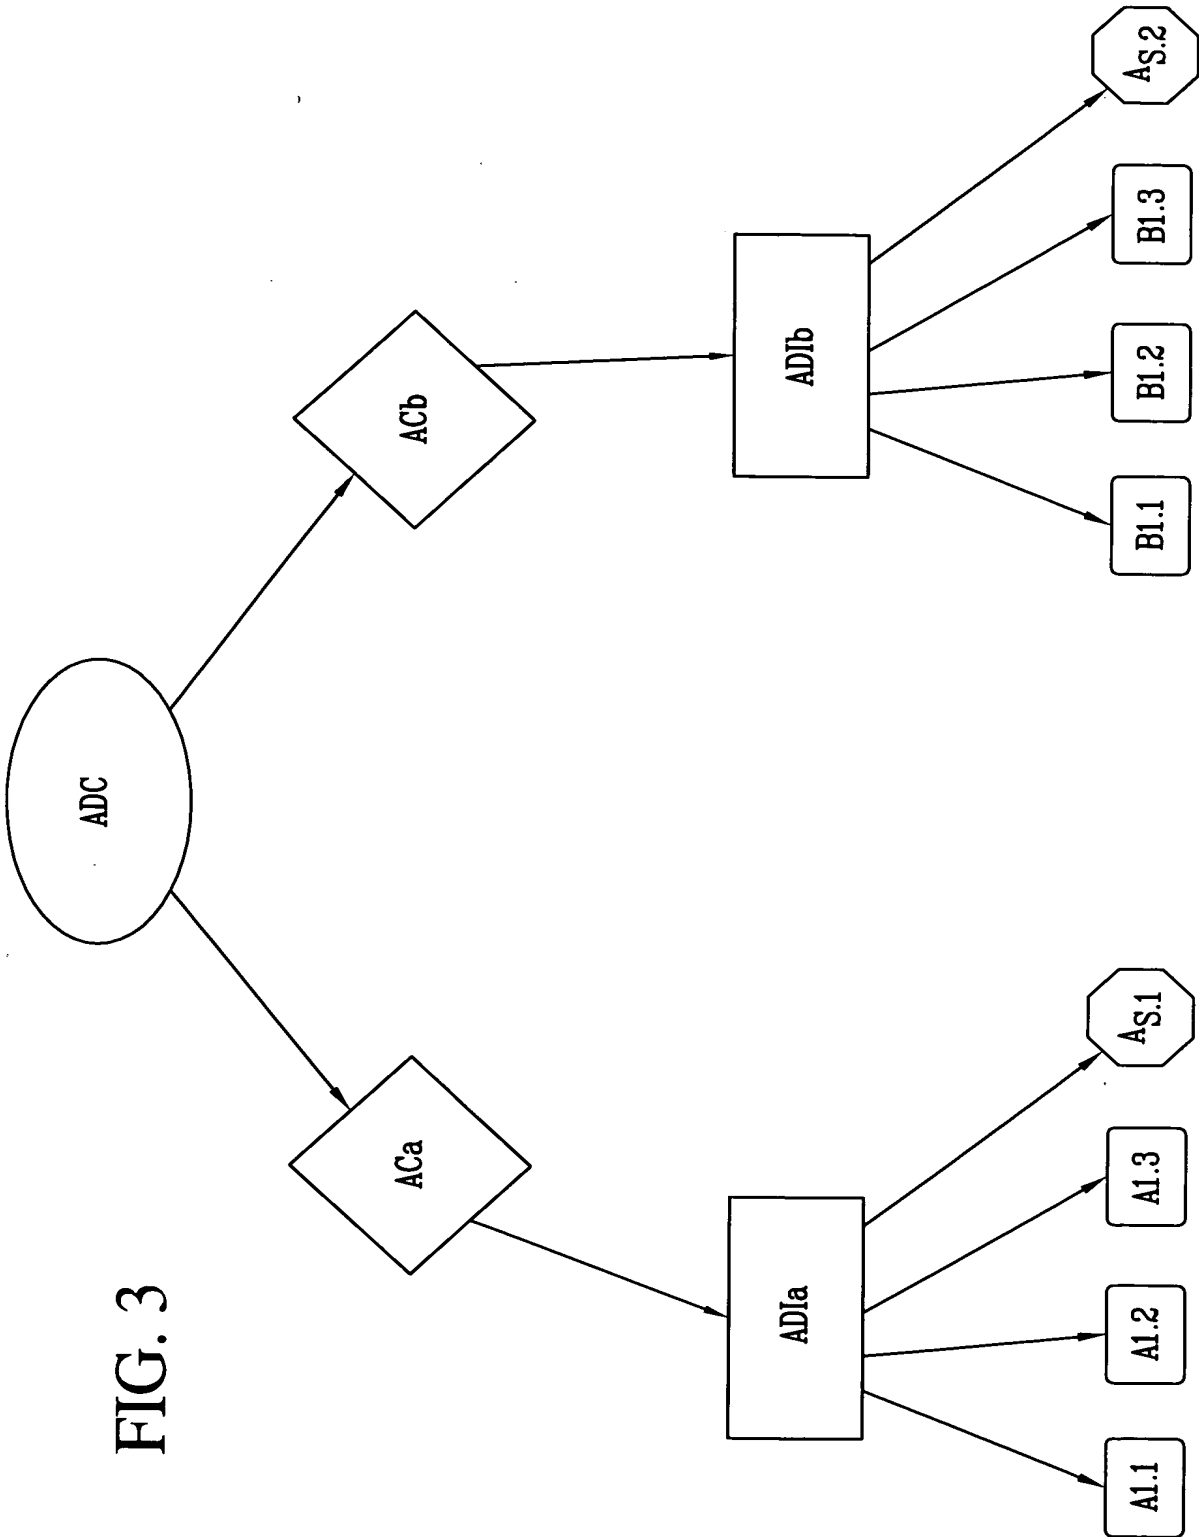 FIG. 3
ADC
ACa
ACb
ADIa
ADIb
A1.1
A1.2
A1.3
AS.1
B1.1
B1.2
B1.3
AS.2